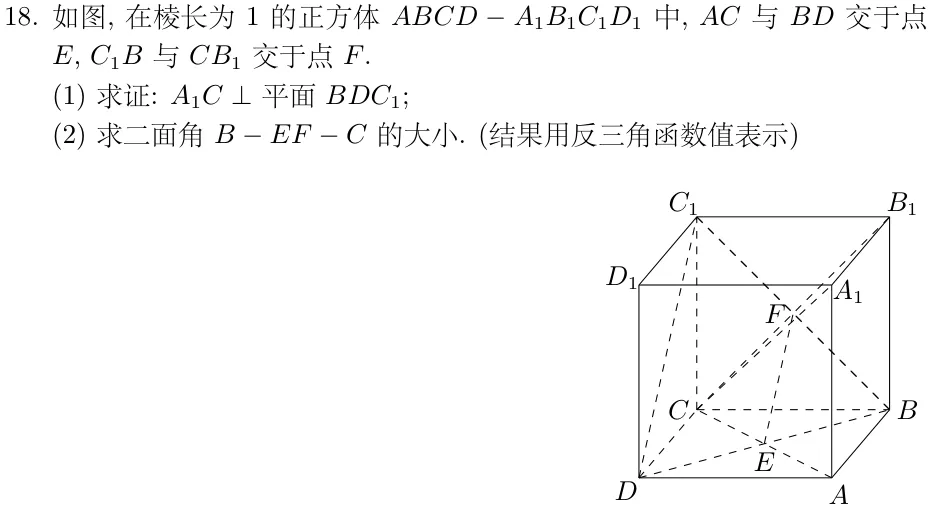 18. 如图, 在棱长为 1 的正方体 ABCD − A₁B₁C₁D₁ 中, AC 与 BD 交于点
E, C₁B 与 CB₁ 交于点 F.
(1) 求证: A₁C ⊥ 平面 BDC₁;
(2) 求二面角 B − EF − C 的大小. (结果用反三角函数值表示)
C₁
B₁
D₁
A₁
F
C
B
E
D
A